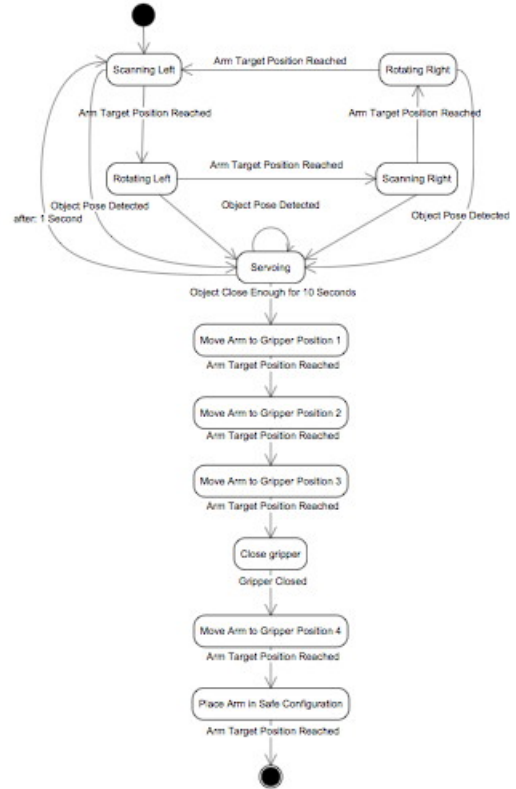 Arm Target Position Reached
Scanning Left
Rotating Right
Arm Target Position Reached
Arm Target Position Reached
Arm Target Position Reached
Rotating Left
Scanning Right
Object Pose Detected
Object Pose Detected
Object Pose Detected
after: 1 Second
Servoing
Object Close Enough for 10 Seconds
Move Arm to Gripper Position 1
Arm Target Position Reached
Move Arm to Gripper Position 2
Arm Target Position Reached
Move Arm to Gripper Position 3
Arm Target Position Reached
Close gripper
Gripper Closed
Move Arm to Gripper Position 4
Arm Target Position Reached
Place Arm in Safe Configuration
Arm Target Position Reached